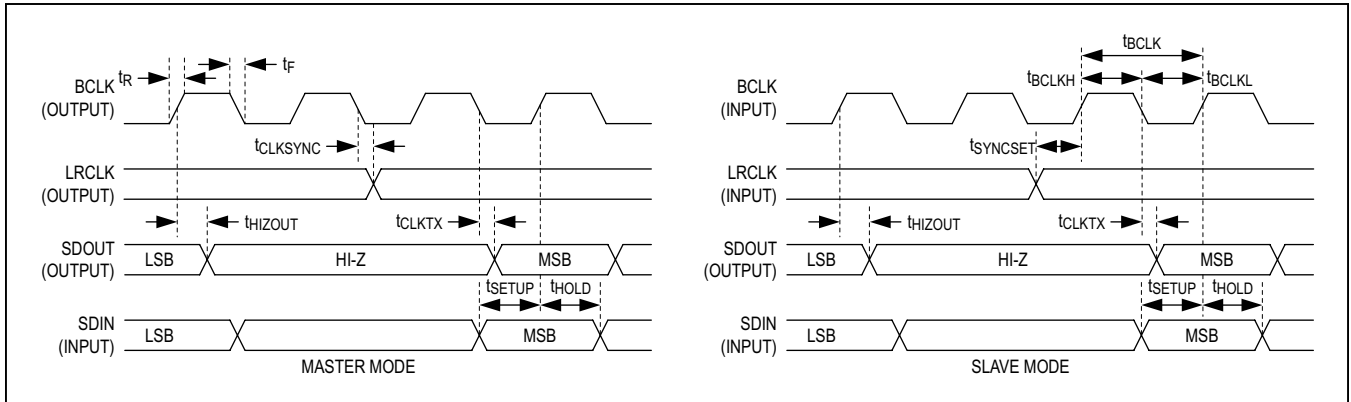 tR
tF
BCLK
(OUTPUT)
tCLKSYNC
LRCLK
(OUTPUT)
tHIZOUT
tCLKTX
SDOUT
(OUTPUT)
LSB
HI-Z
MSB
tSETUP
tHOLD
SDIN
(INPUT)
LSB
MSB
MASTER MODE
tBCLK
BCLK
(INPUT)
tBCLKH
tBCLKL
tSYNCSET
LRCLK
(INPUT)
tHIZOUT
tCLKTX
SDOUT
(OUTPUT)
LSB
HI-Z
MSB
tSETUP
tHOLD
SDIN
(INPUT)
LSB
MSB
SLAVE MODE